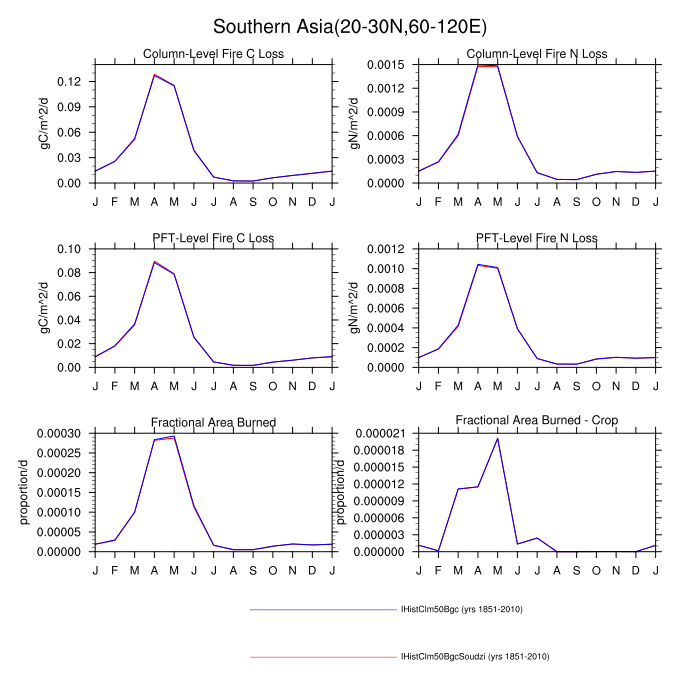 Southern Asia(20-30N,60-120E)
Column-Level Fire C Loss
gC/m^2/d
0.12
0.09
0.06
0.03
0.00
J F M A M J J A S O N D J
Column-Level Fire N Loss
gN/m^2/d
0.0015
0.0012
0.0009
0.0006
0.0003
0.0000
J F M A M J J A S O N D J
PFT-Level Fire C Loss
gC/m^2/d
0.10
0.08
0.06
0.04
0.02
0.00
J F M A M J J A S O N D J
PFT-Level Fire N Loss
gN/m^2/d
0.0012
0.0010
0.0008
0.0006
0.0004
0.0002
0.0000
J F M A M J J A S O N D J
Fractional Area Burned
proportion/d
0.00030
0.00025
0.00020
0.00015
0.00010
0.00005
0.00000
J F M A M J J A S O N D J
Fractional Area Burned - Crop
proportion/d
0.000021
0.000018
0.000015
0.000012
0.000009
0.000006
0.000003
0.000000
J F M A M J J A S O N D J
IHistClm50Bgc (yrs 1851-2010)
IHistClm50BgcSoudzi (yrs 1851-2010)